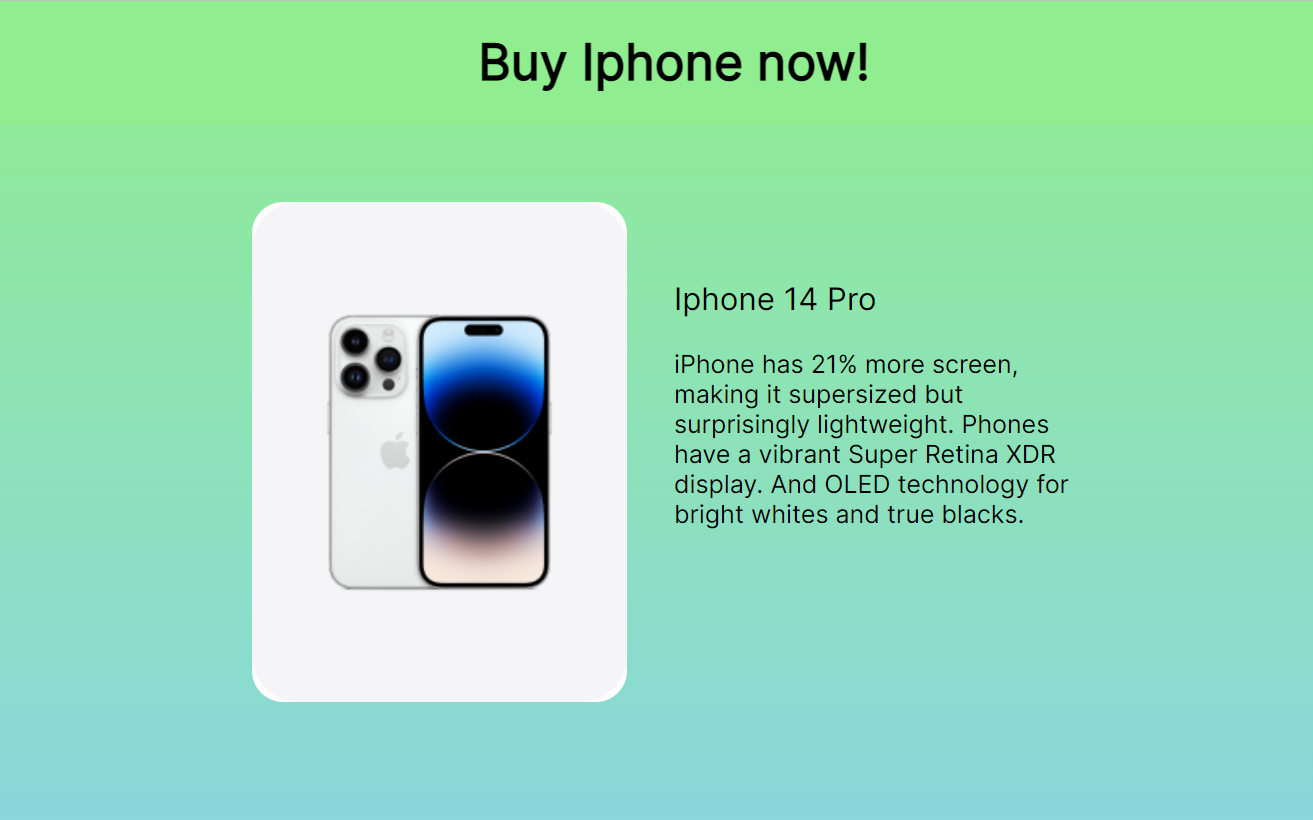 Buy Iphone now!
Iphone 14 Pro
iPhone has 21% more screen,
making it supersized but
surprisingly lightweight. Phones
have a vibrant Super Retina XDR
display. And OLED technology for
bright whites and true blacks.